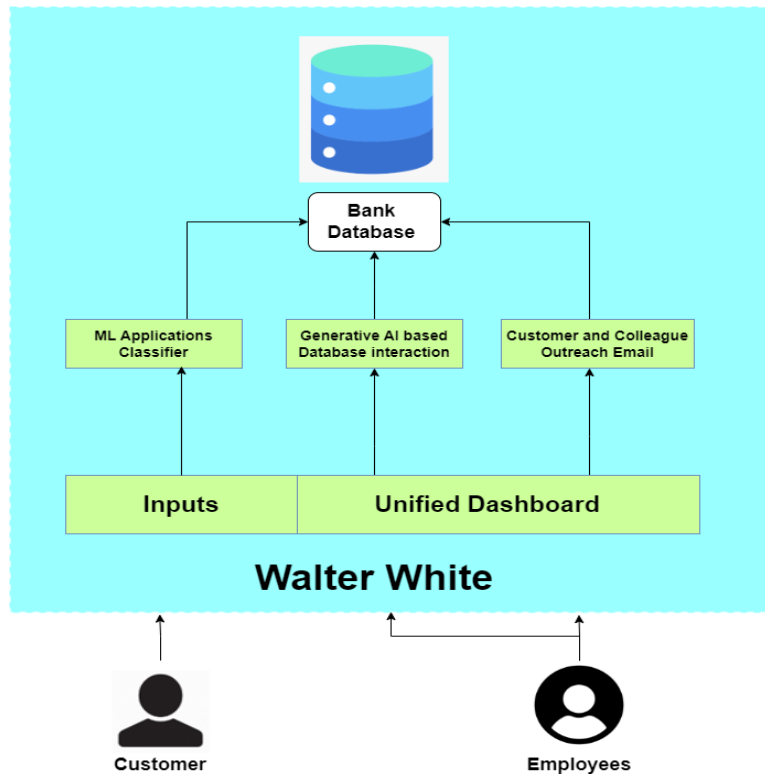 Bank
Database
ML Applications
Classifier
Generative AI based
Database interaction
Customer and Colleague
Outreach Email
Inputs
Unified Dashboard
Walter White
Customer
Employees